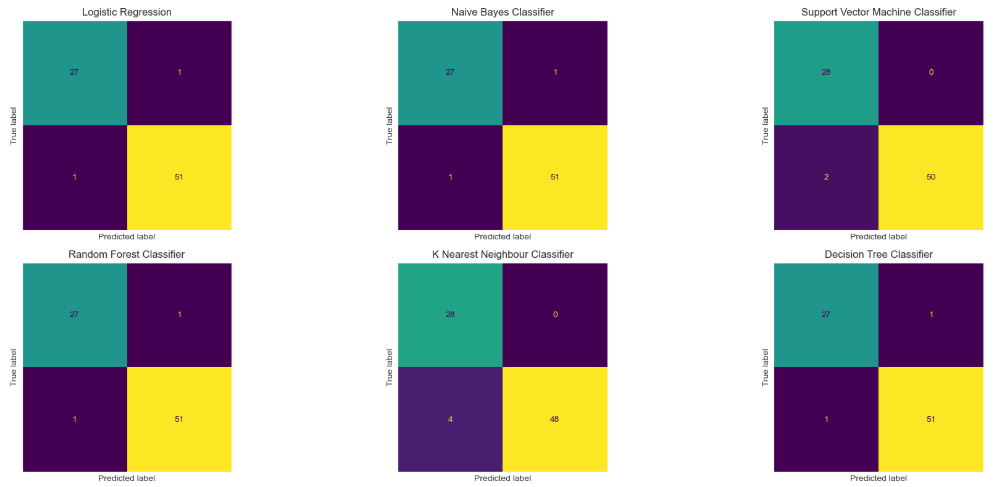 Logistic Regression
True label
27
1
1
51
Predicted label
Naive Bayes Classifier
True label
27
1
1
51
Predicted label
Support Vector Machine Classifier
True label
28
0
2
50
Predicted label
Random Forest Classifier
True label
27
1
1
51
Predicted label
K Nearest Neighbour Classifier
True label
28
0
4
48
Predicted label
Decision Tree Classifier
True label
27
1
1
51
Predicted label